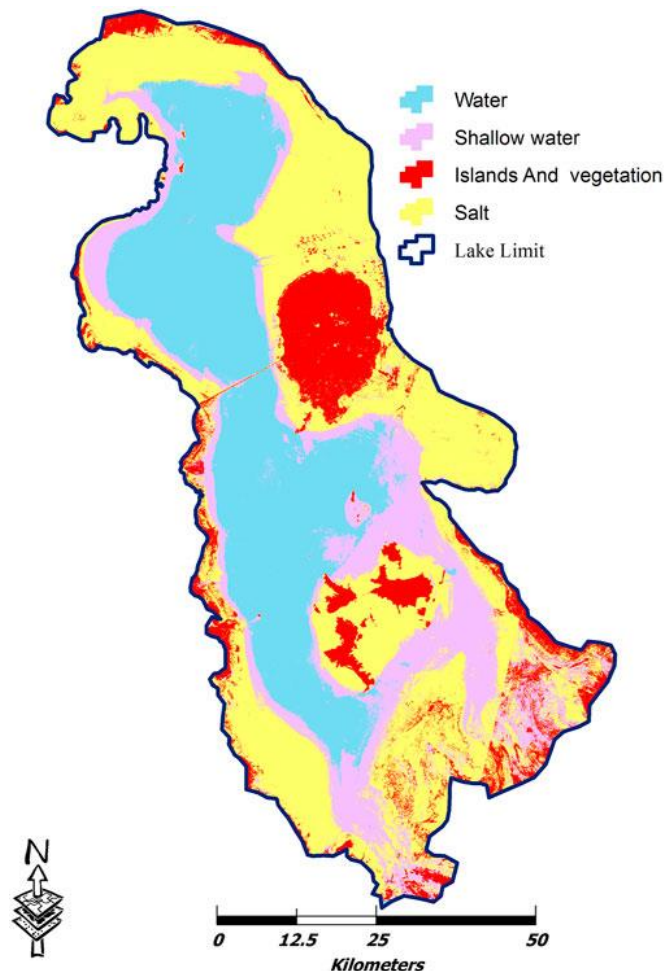 Water
Shallow water
Islands And vegetation
Salt
Lake Limit
N
0 12.5 25 50
Kilometers